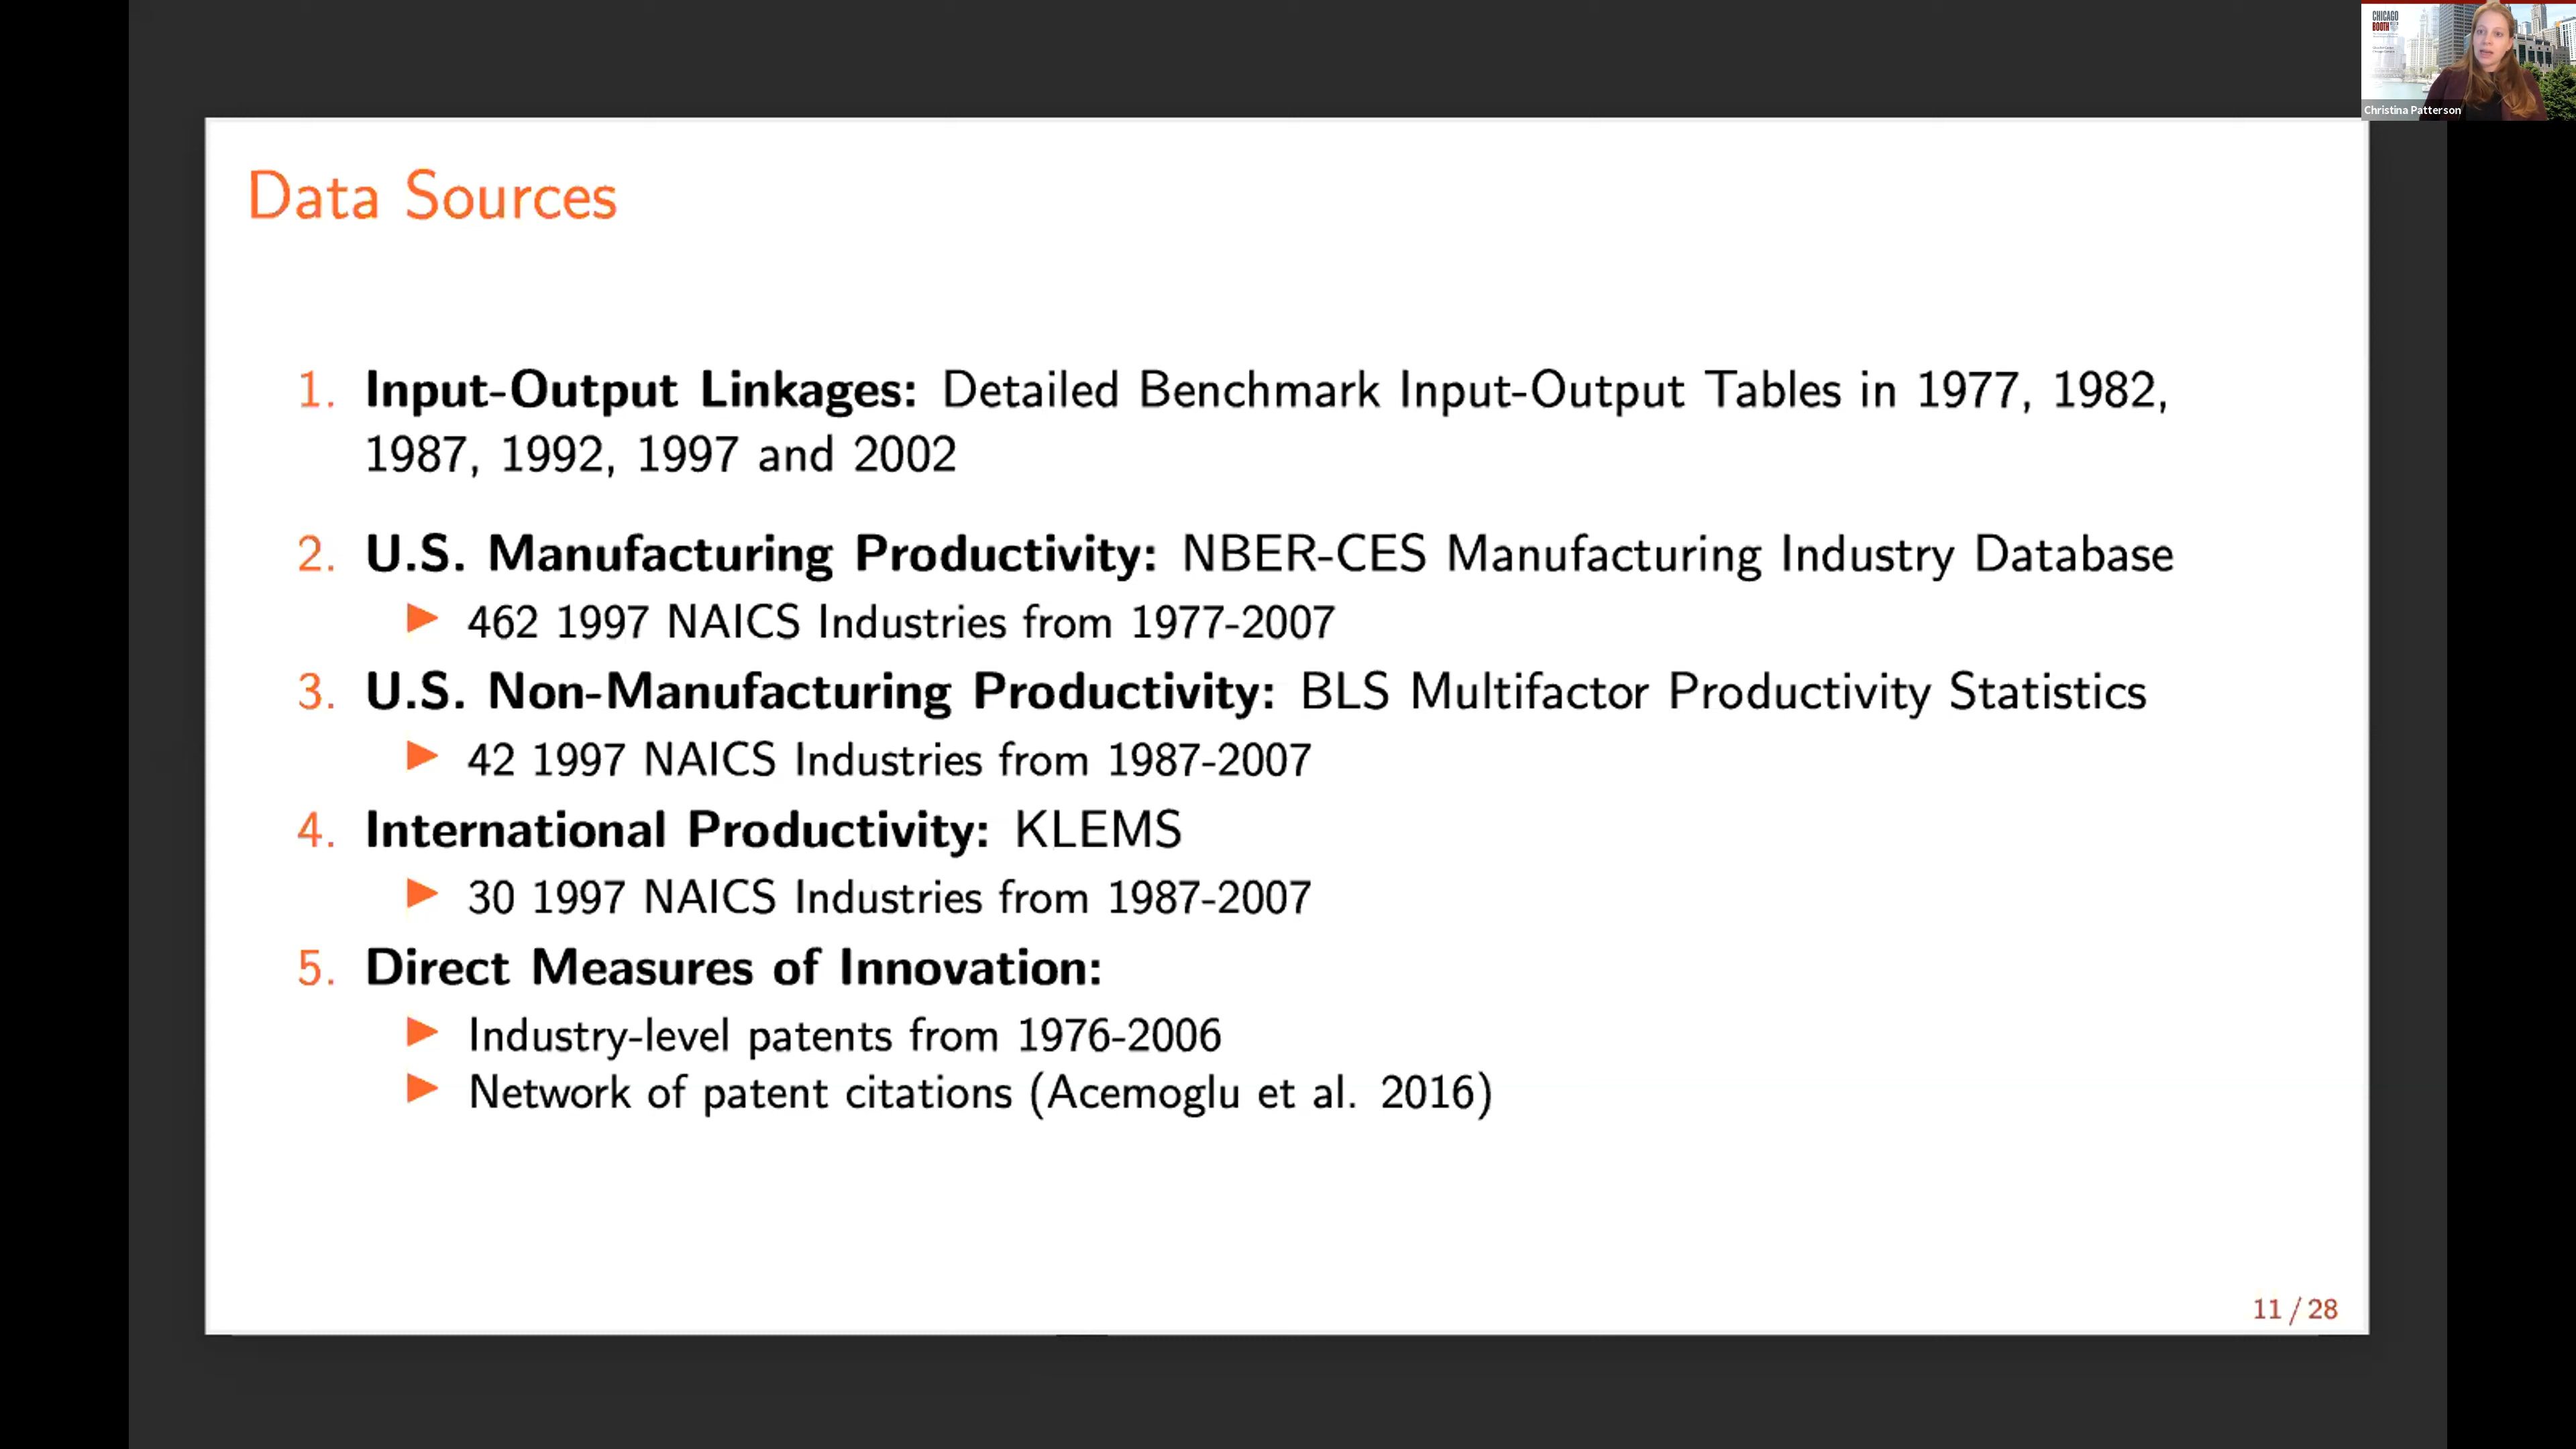 CHICAGO
BOOTH
Christina Patterson
Data Sources
1. Input-Output Linkages: Detailed Benchmark Input-Output Tables in 1977, 1982,
1987, 1992, 1997 and 2002
2. U.S. Manufacturing Productivity: NBER-CES Manufacturing Industry Database
▶ 462 1997 NAICS Industries from 1977-2007
3. U.S. Non-Manufacturing Productivity: BLS Multifactor Productivity Statistics
▶ 42 1997 NAICS Industries from 1987-2007
4. International Productivity: KLEMS
▶ 30 1997 NAICS Industries from 1987-2007
5. Direct Measures of Innovation:
▶ Industry-level patents from 1976-2006
▶ Network of patent citations (Acemoglu et al. 2016)
11 / 28